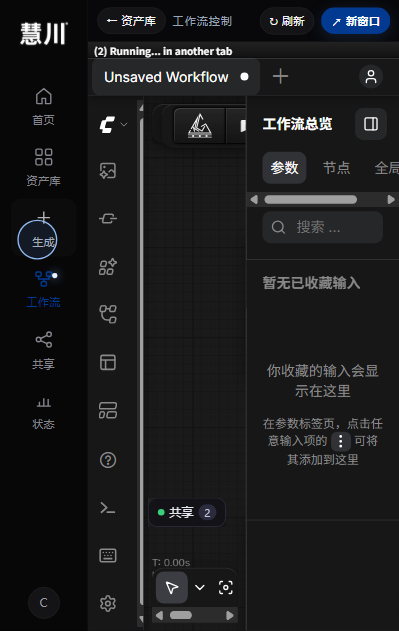 慧川
首页
资产库
生成
工作流
共享
状态
C
← 资产库
工作流控制
↻ 刷新
↗ 新窗口
(2) Running... in another tab
Unsaved Workflow
工作流总览
参数
节点
全局
搜索 ...
暂无已收藏输入
你收藏的输入会显
示在这里
在参数标签页，点击任
意输入项的 ⋮ 可将
其添加到这里
共享 2
T: 0.00s